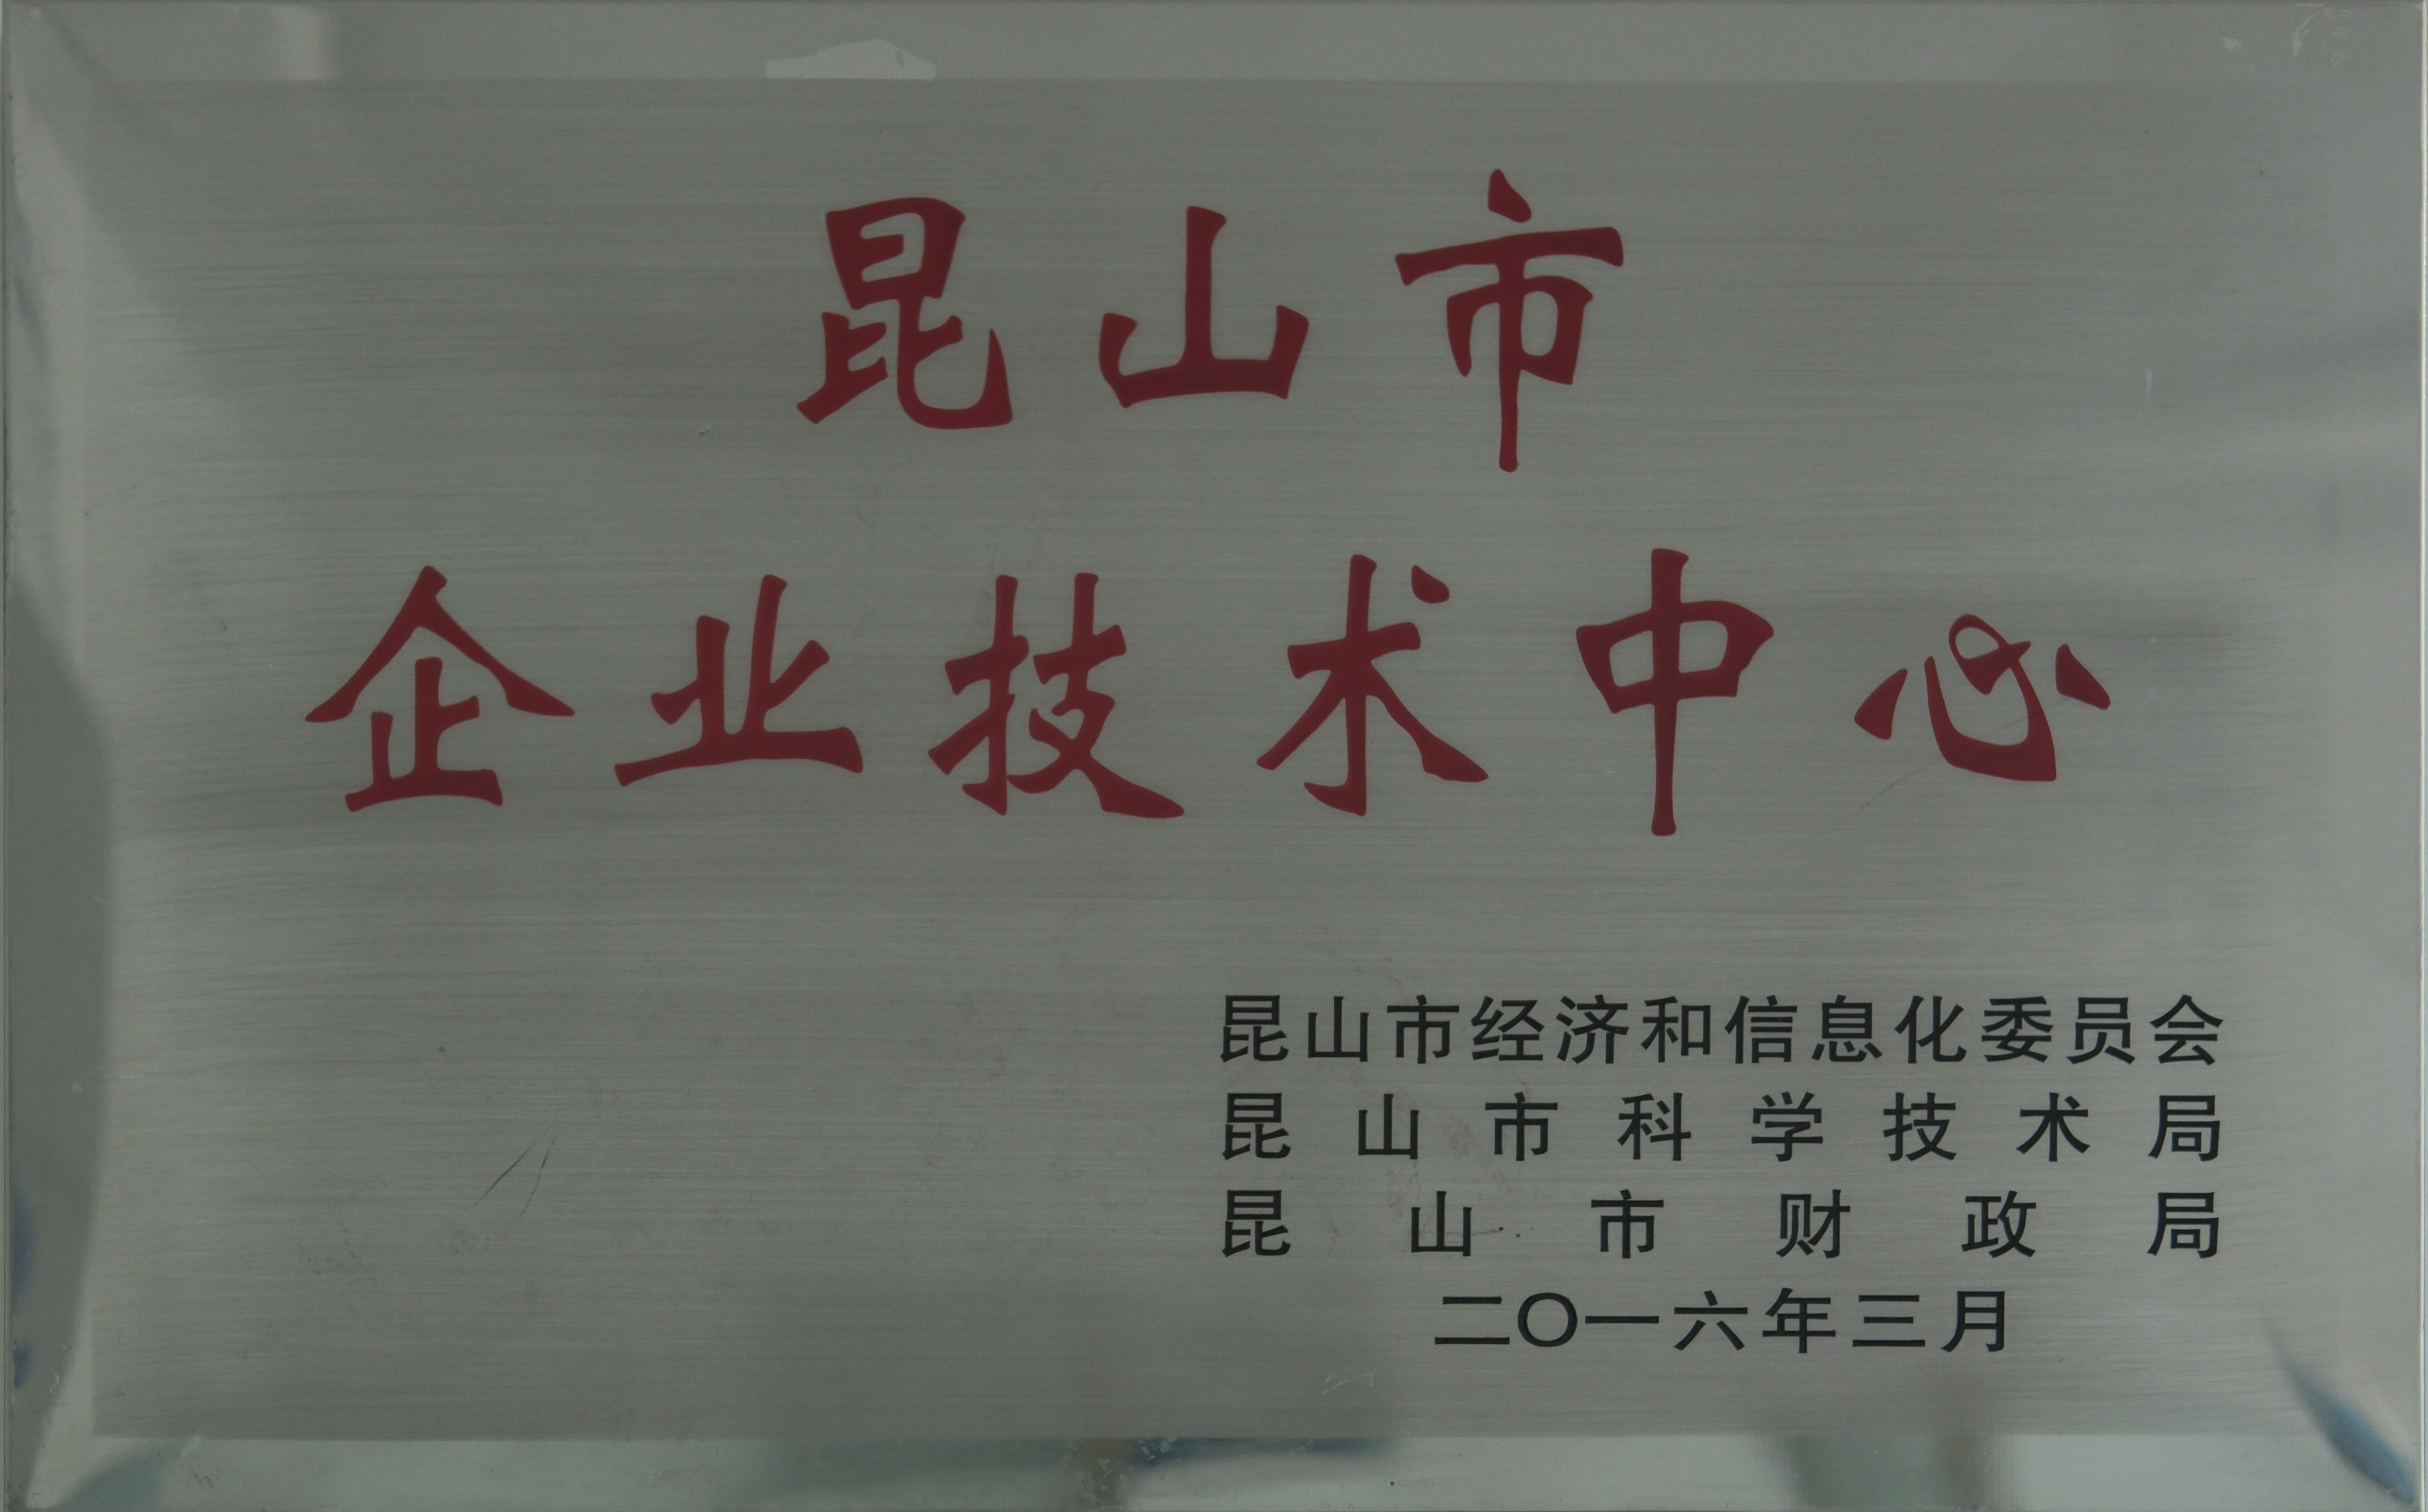 昆山市
企业技术中心
昆山市经济和信息化委员会
昆山市科学技术局
昆山市财政局
二〇一六年三月